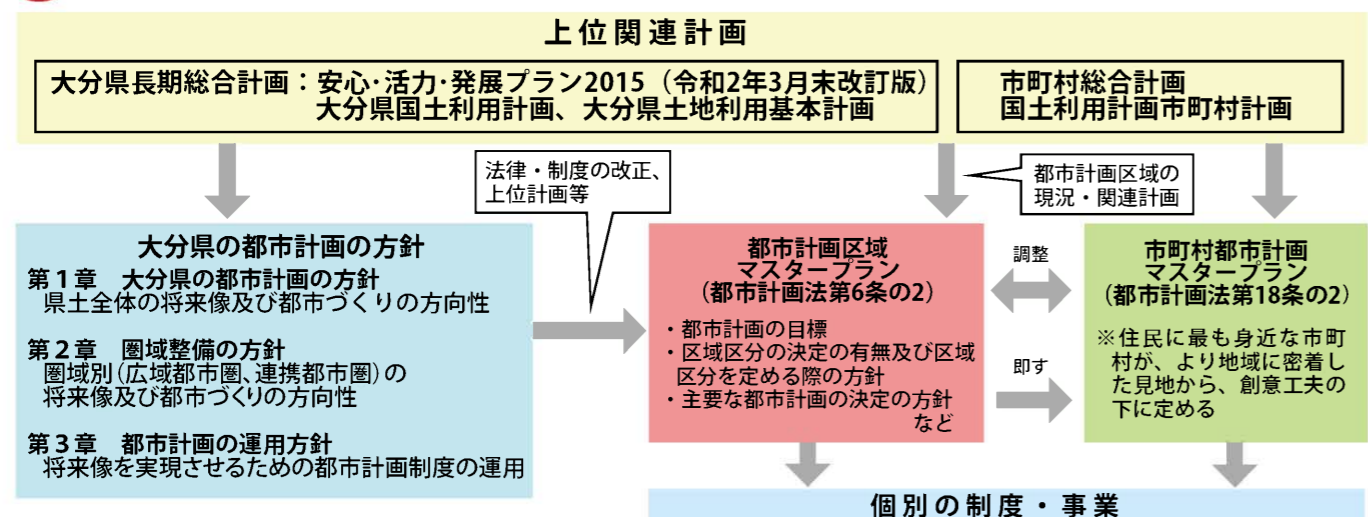 上位関連計画
大分県長期総合計画：安心･活力･発展プラン2015（令和2年3月末改訂版）
大分県国土利用計画、大分県土地利用基本計画
市町村総合計画
国土利用計画市町村計画
法律・制度の改正、
上位計画等
都市計画区域の
現況・関連計画
大分県の都市計画の方針
第１章　大分県の都市計画の方針
県土全体の将来像及び都市づくりの方向性
第２章　圏域整備の方針
圏域別（広域都市圏、連携都市圏）の
将来像及び都市づくりの方向性
第３章　都市計画の運用方針
将来像を実現させるための都市計画制度の運用
都市計画区域
マスタープラン
（都市計画法第6条の2）
・都市計画の目標
・区域区分の決定の有無及び区域
区分を定める際の方針
・主要な都市計画の決定の方針
など
調整
即す
市町村都市計画
マスタープラン
（都市計画法第18条の2）
※住民に最も身近な市町
村が、より地域に密着し
た見地から、創意工夫の
下に定める
個別の制度・事業